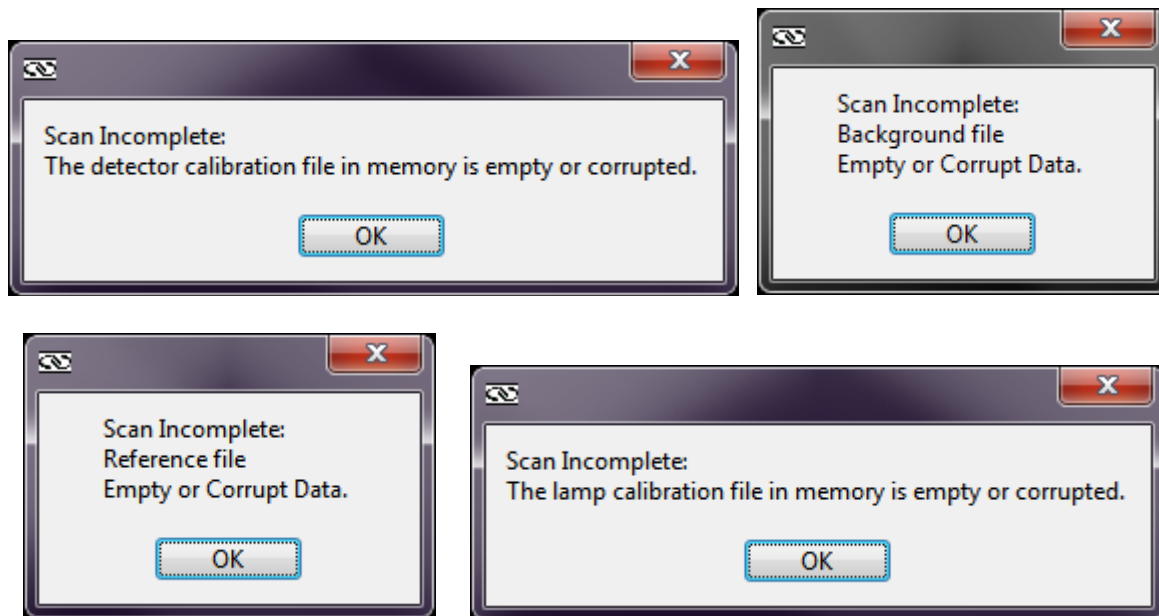 Scan Incomplete:
The detector calibration file in memory is empty or corrupted.
OK
Scan Incomplete:
Background file
Empty or Corrupt Data.
OK
Scan Incomplete:
Reference file
Empty or Corrupt Data.
OK
Scan Incomplete:
The lamp calibration file in memory is empty or corrupted.
OK